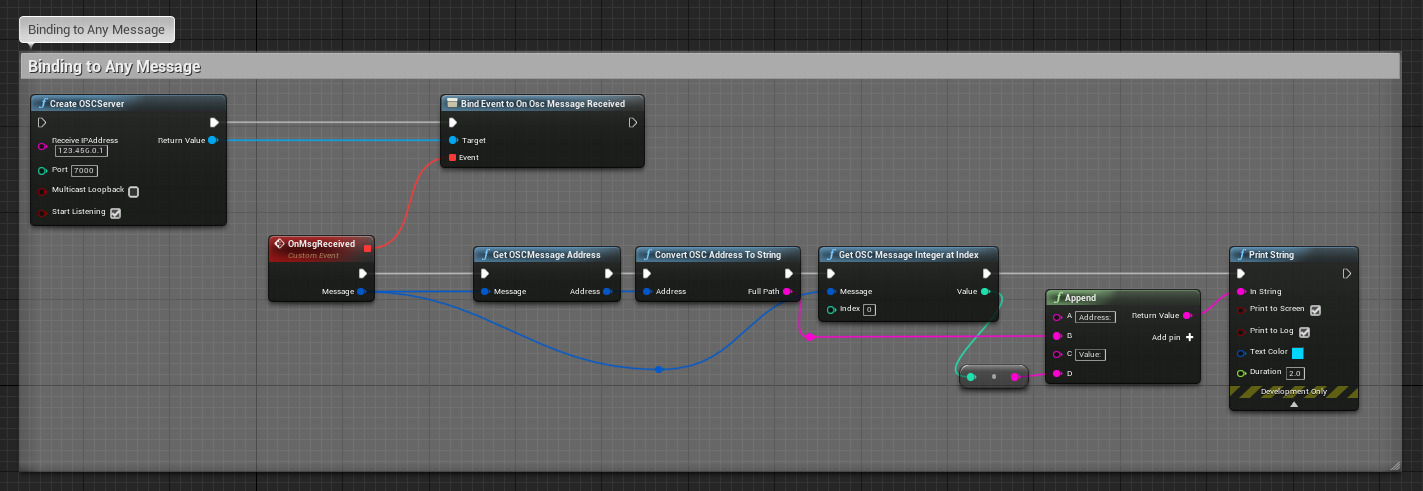 Binding to Any Message
Binding to Any Message
Create OSCServer
Receive IPAddress
123.456.0.1
Return Value
Port 7000
Multicast Loopback
Start Listening
Bind Event to On Osc Message Received
Target
Event
OnMsgReceived
Custom Event
Message
Get OSCMessage Address
Message Address
Convert OSC Address To String
Address Full Path
Get OSC Message Integer at Index
Message Value
Index 0
Append
A Address: Return Value
B
Add pin +
C Value:
D
Print String
In String
Print to Screen
Print to Log
Text Color
Duration 2.0
Development Only